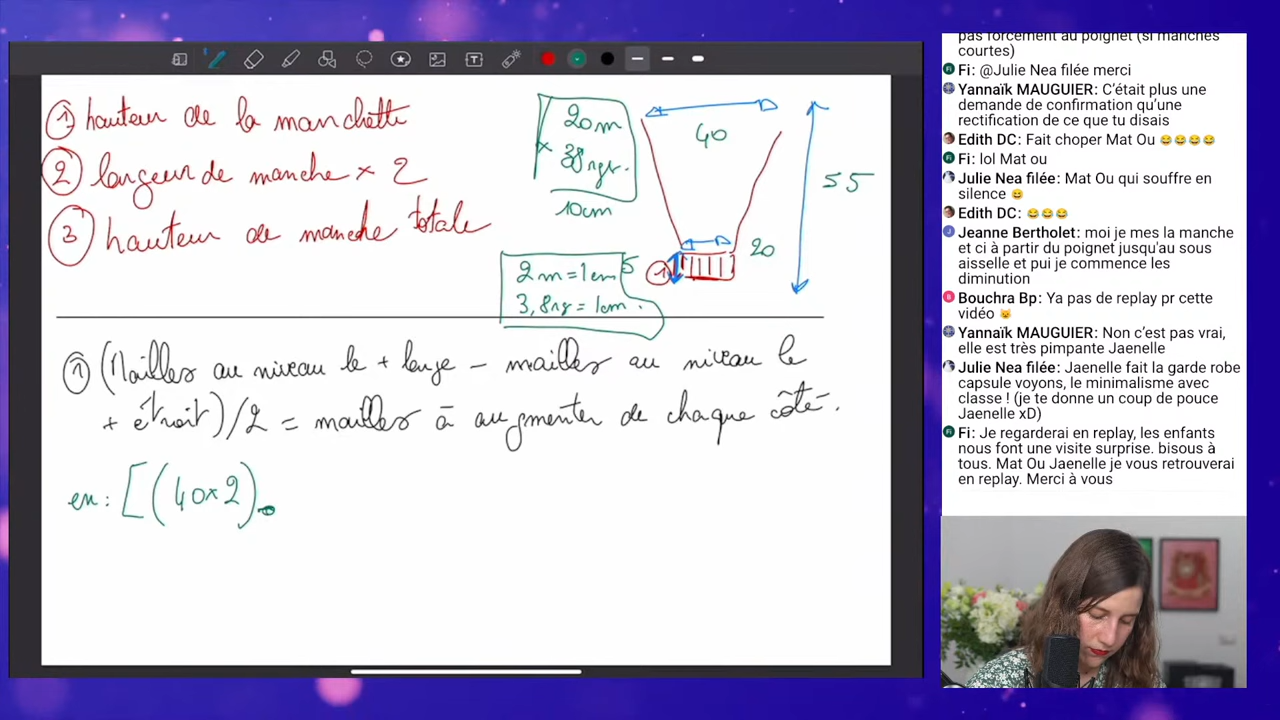 ① hauteur de la manchette
② largeur de manche × 2
③ hauteur de manche totale
20m
× 38rgs.
10cm
40
55
20
5
①
2m = 1cm
3,8rg = 1cm.
① (Mailles au niveau le + large – mailles au niveau le
+ étroit)/2 = mailles à augmenter de chaque côté.
ex: [(40×2)
pas forcément au poignet (si manches
courtes)
Fi: @Julie Nea filée merci
Yannaïk MAUGUIER: C'était plus une
demande de confirmation qu'une
rectification de ce que tu disais
Edith DC: Fait choper Mat Ou 😂😂😂😂
Fi: lol Mat ou
Julie Nea filée: Mat Ou qui souffre en
silence 😄
Edith DC: 😂😂😂
Jeanne Bertholet: moi je mes la manche
et ci à partir du poignet jusqu'au sous
aisselle et pui je commence les
diminution
Bouchra Bp: Ya pas de replay pr cette
vidéo 😿
Yannaïk MAUGUIER: Non c'est pas vrai,
elle est très pimpante Jaenelle
Julie Nea filée: Jaenelle fait la garde robe
capsule voyons, le minimalisme avec
classe ! (je te donne un coup de pouce
Jaenelle xD)
Fi: Je regarderai en replay, les enfants
nous font une visite surprise. bisous à
tous. Mat Ou Jaenelle je vous retrouverai
en replay. Merci à vous